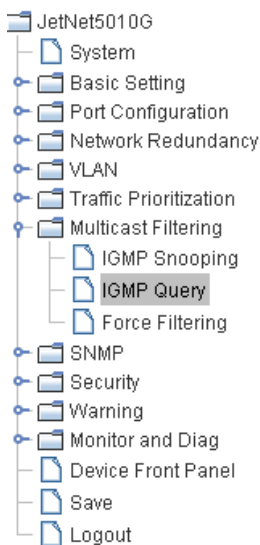 JetNet5010G
System
Basic Setting
Port Configuration
Network Redundancy
VLAN
Traffic Prioritization
Multicast Filtering
IGMP Snooping
IGMP Query
Force Filtering
SNMP
Security
Warning
Monitor and Diag
Device Front Panel
Save
Logout